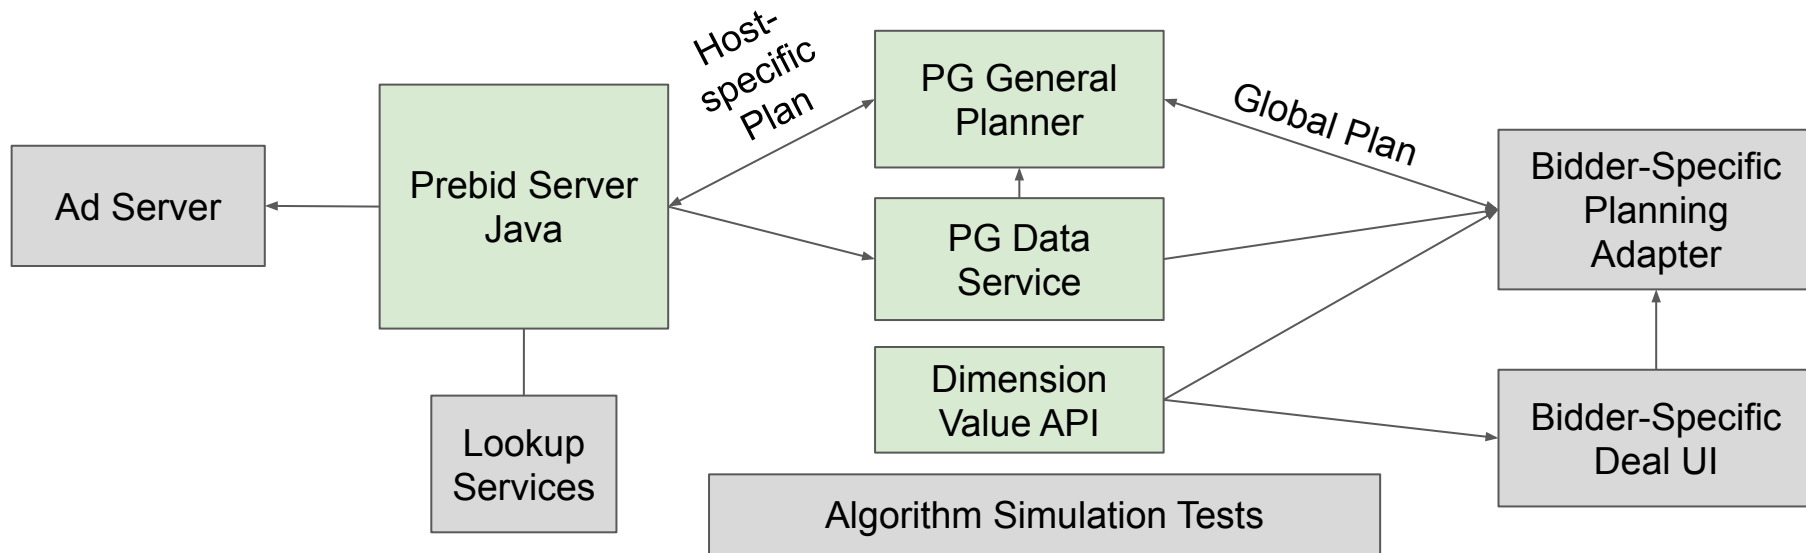 Ad Server
Prebid Server
Java
Lookup
Services
Host-
specific
Plan
PG General
Planner
PG Data
Service
Dimension
Value API
Algorithm Simulation Tests
Global Plan
Bidder-Specific
Planning
Adapter
Bidder-Specific
Deal UI